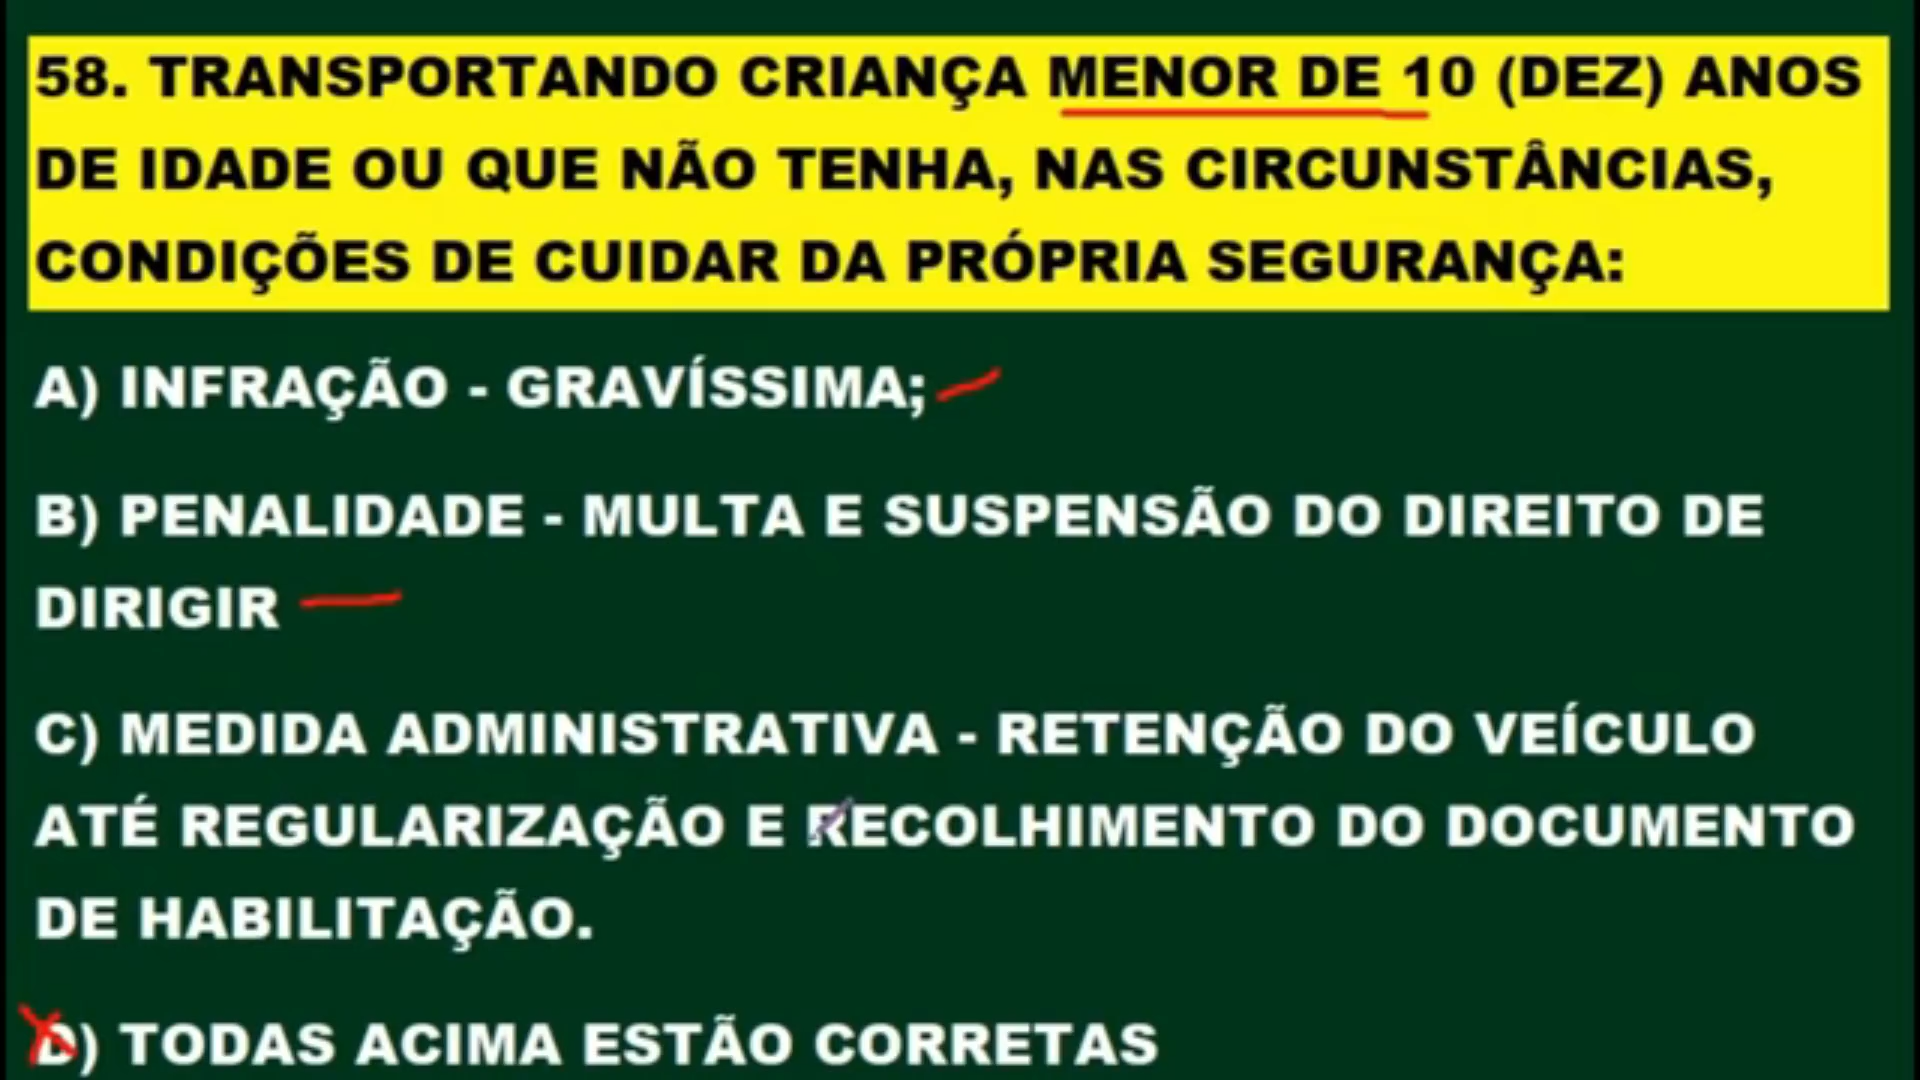 58. TRANSPORTANDO CRIANÇA MENOR DE 10 (DEZ) ANOS
DE IDADE OU QUE NÃO TENHA, NAS CIRCUNSTÂNCIAS,
CONDIÇÕES DE CUIDAR DA PRÓPRIA SEGURANÇA:
A) INFRAÇÃO - GRAVÍSSIMA;
B) PENALIDADE - MULTA E SUSPENSÃO DO DIREITO DE
DIRIGIR
C) MEDIDA ADMINISTRATIVA - RETENÇÃO DO VEÍCULO
ATÉ REGULARIZAÇÃO E RECOLHIMENTO DO DOCUMENTO
DE HABILITAÇÃO.
D) TODAS ACIMA ESTÃO CORRETAS